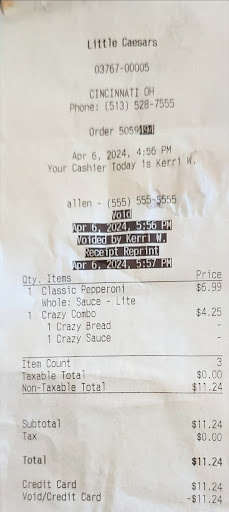 Little Caesars
03767-00005
CINCINNATI OH
Phone: (513) 528-7555
Order 5059194
Apr 6, 2024, 4:56 PM
Your Cashier Today is Kerri W.
allen - (555) 555-5555
Void
Apr 6, 2024, 5:56 PM
Voided by Kerri W.
Receipt Reprint
Apr 6, 2024, 5:57 PM
Qty. Items Price
1 Classic Pepperoni $6.99
Whole: Sauce - Lite
1 Crazy Combo $4.25
1 Crazy Bread -
1 Crazy Sauce -
Item Count 3
Taxable Total $0.00
Non-Taxable Total $11.24
Subtotal $11.24
Tax $0.00
Total $11.24
Credit Card $11.24
Void/Credit Card -$11.24